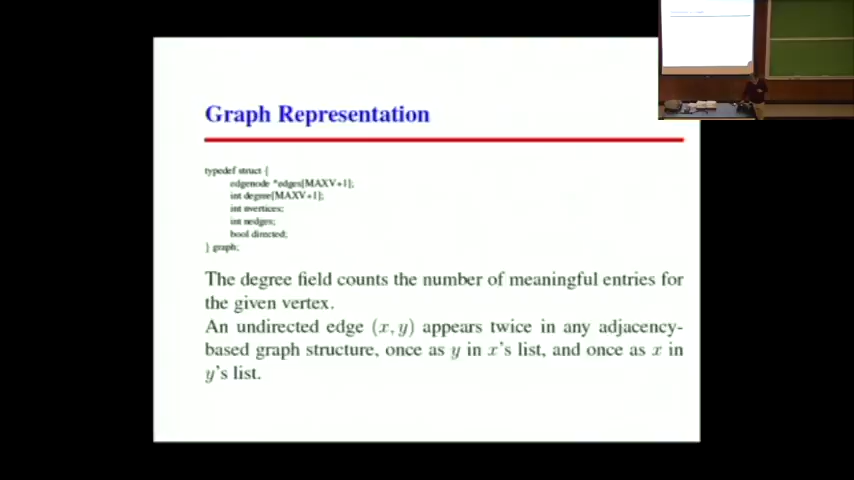 Graph Representation
typedef struct {
edgenode *edges[MAXV+1];
int degree[MAXV+1];
int nvertices;
int nedges;
bool directed;
} graph;
The degree field counts the number of meaningful entries for
the given vertex.
An undirected edge (x, y) appears twice in any adjacency-
based graph structure, once as y in x's list, and once as x in
y's list.